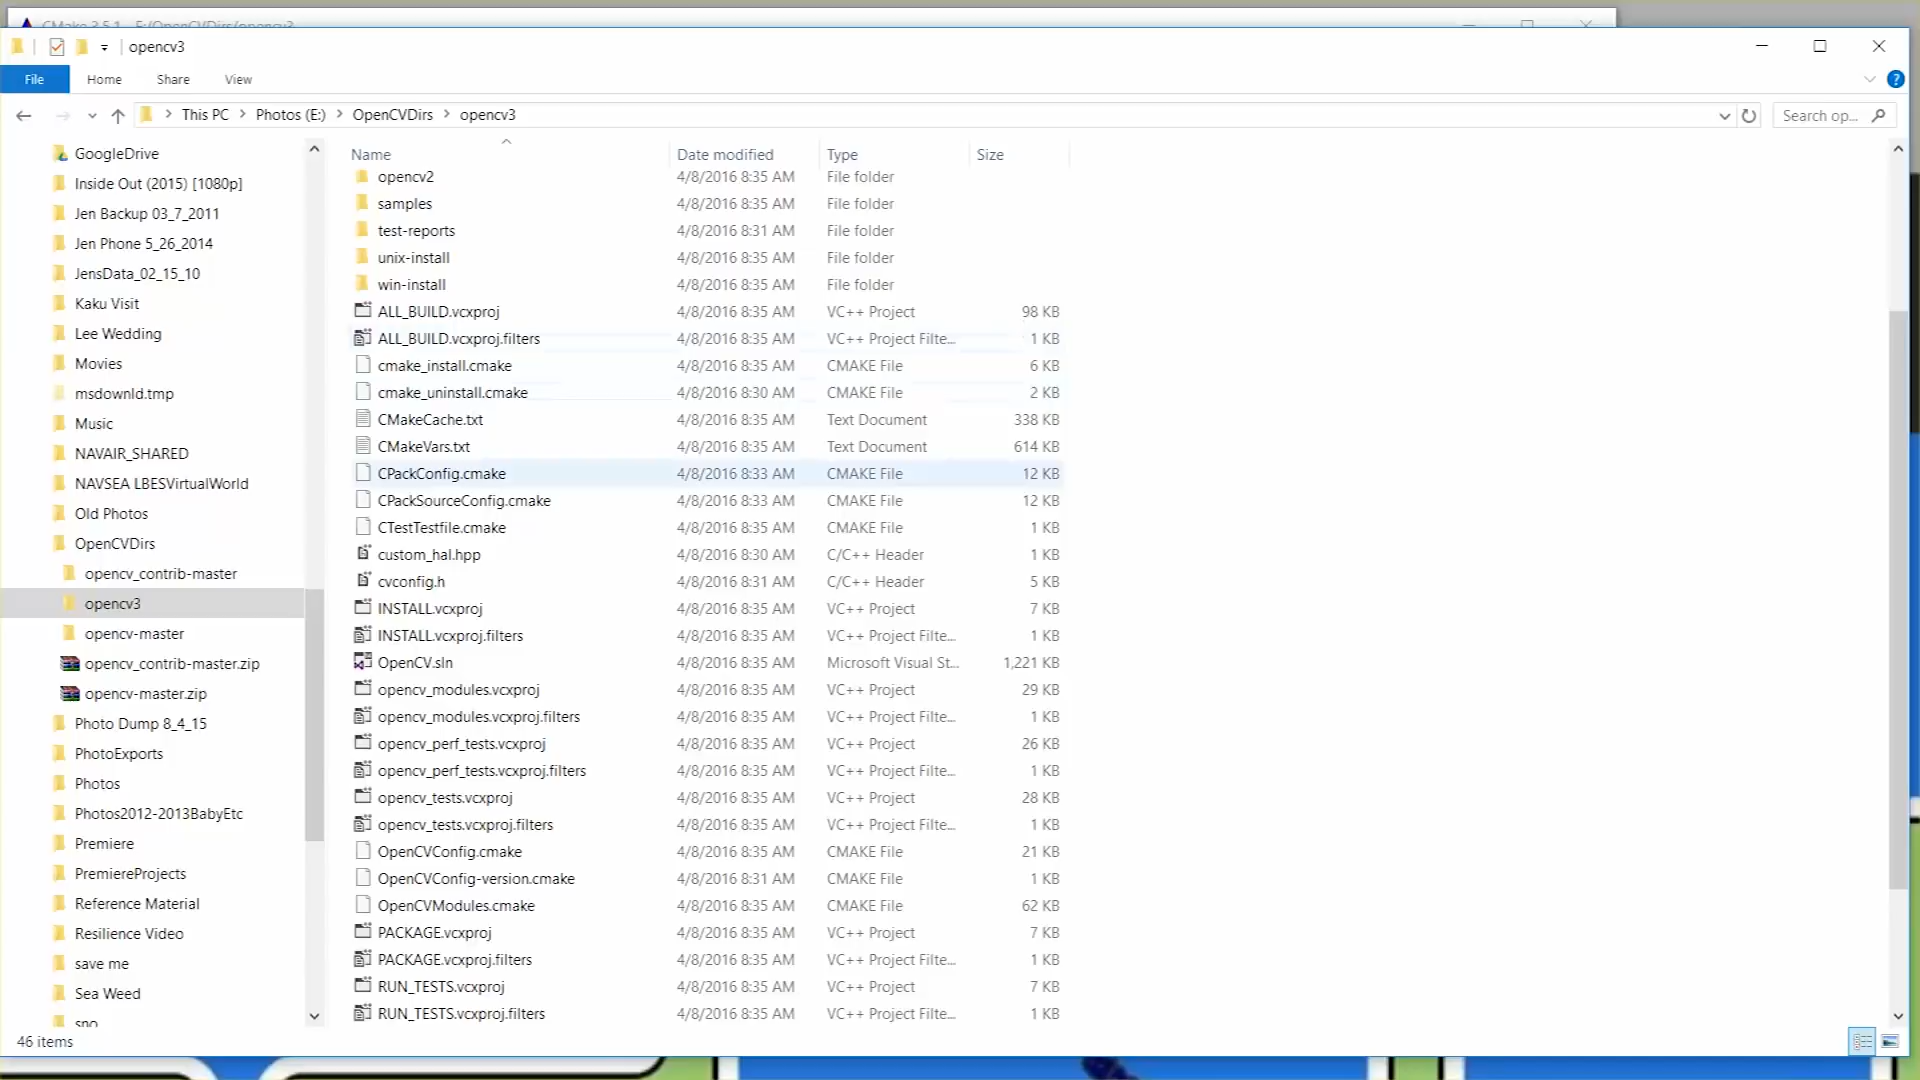 CMake 3.5.1 - E:/OpenCVDirs/opencv3
opencv3
File Home Share View
This PC Photos (E:) OpenCVDirs opencv3
Search op...
Name Date modified Type Size
GoogleDrive
Inside Out (2015) [1080p]
Jen Backup 03_7_2011
Jen Phone 5_26_2014
JensData_02_15_10
Kaku Visit
Lee Wedding
Movies
msdownld.tmp
Music
NAVAIR_SHARED
NAVSEA LBESVirtualWorld
Old Photos
OpenCVDirs
opencv_contrib-master
opencv3
opencv-master
opencv_contrib-master.zip
opencv-master.zip
Photo Dump 8_4_15
PhotoExports
Photos
Photos2012-2013BabyEtc
Premiere
PremiereProjects
Reference Material
Resilience Video
save me
Sea Weed
sno
opencv2 4/8/2016 8:35 AM File folder
samples 4/8/2016 8:35 AM File folder
test-reports 4/8/2016 8:31 AM File folder
unix-install 4/8/2016 8:35 AM File folder
win-install 4/8/2016 8:35 AM File folder
ALL_BUILD.vcxproj 4/8/2016 8:35 AM VC++ Project 98 KB
ALL_BUILD.vcxproj.filters 4/8/2016 8:35 AM VC++ Project Filte... 1 KB
cmake_install.cmake 4/8/2016 8:35 AM CMAKE File 6 KB
cmake_uninstall.cmake 4/8/2016 8:30 AM CMAKE File 2 KB
CMakeCache.txt 4/8/2016 8:35 AM Text Document 338 KB
CMakeVars.txt 4/8/2016 8:35 AM Text Document 614 KB
CPackConfig.cmake 4/8/2016 8:33 AM CMAKE File 12 KB
CPackSourceConfig.cmake 4/8/2016 8:33 AM CMAKE File 12 KB
CTestTestfile.cmake 4/8/2016 8:35 AM CMAKE File 1 KB
custom_hal.hpp 4/8/2016 8:30 AM C/C++ Header 1 KB
cvconfig.h 4/8/2016 8:31 AM C/C++ Header 5 KB
INSTALL.vcxproj 4/8/2016 8:35 AM VC++ Project 7 KB
INSTALL.vcxproj.filters 4/8/2016 8:35 AM VC++ Project Filte... 1 KB
OpenCV.sln 4/8/2016 8:35 AM Microsoft Visual St... 1,221 KB
opencv_modules.vcxproj 4/8/2016 8:35 AM VC++ Project 29 KB
opencv_modules.vcxproj.filters 4/8/2016 8:35 AM VC++ Project Filte... 1 KB
opencv_perf_tests.vcxproj 4/8/2016 8:35 AM VC++ Project 26 KB
opencv_perf_tests.vcxproj.filters 4/8/2016 8:35 AM VC++ Project Filte... 1 KB
opencv_tests.vcxproj 4/8/2016 8:35 AM VC++ Project 28 KB
opencv_tests.vcxproj.filters 4/8/2016 8:35 AM VC++ Project Filte... 1 KB
OpenCVConfig.cmake 4/8/2016 8:35 AM CMAKE File 21 KB
OpenCVConfig-version.cmake 4/8/2016 8:31 AM CMAKE File 1 KB
OpenCVModules.cmake 4/8/2016 8:35 AM CMAKE File 62 KB
PACKAGE.vcxproj 4/8/2016 8:35 AM VC++ Project 7 KB
PACKAGE.vcxproj.filters 4/8/2016 8:35 AM VC++ Project Filte... 1 KB
RUN_TESTS.vcxproj 4/8/2016 8:35 AM VC++ Project 7 KB
RUN_TESTS.vcxproj.filters 4/8/2016 8:35 AM VC++ Project Filte... 1 KB
46 items